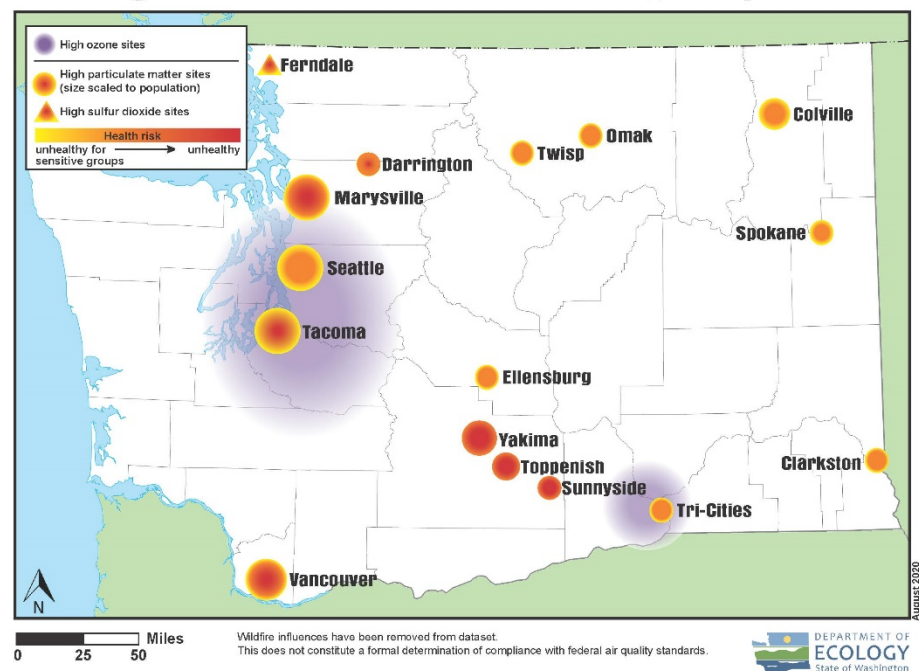 High ozone sites
High particulate matter sites
(size scaled to population)
High sulfur dioxide sites
Health risk
unhealthy for
sensitive groups
unhealthy
Ferndale
Colville
Omak
Twisp
Darrington
Marysville
Spokane
Seattle
Tacoma
Ellensburg
Yakima
Toppenish
Sunnyside
Clarkston
Tri-Cities
Vancouver
N
August 2020
Miles
0 25 50
Wildfire influences have been removed from dataset.
This does not constitute a formal determination of compliance with federal air quality standards.
DEPARTMENT OF
ECOLOGY
State of Washington